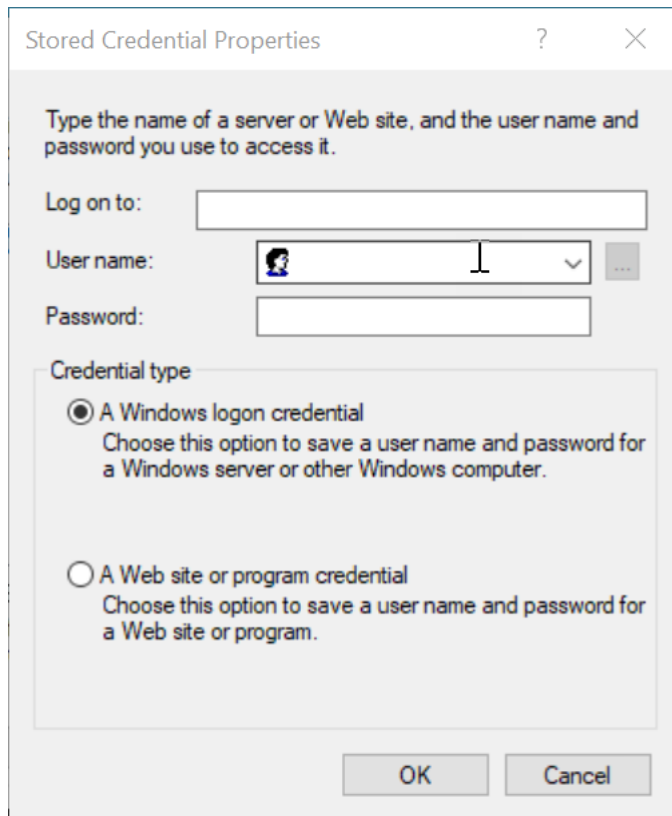 Stored Credential Properties
Type the name of a server or Web site, and the user name and
password you use to access it.
Log on to:
User name:
...
Password:
Credential type
A Windows logon credential
Choose this option to save a user name and password for
a Windows server or other Windows computer.
A Web site or program credential
Choose this option to save a user name and password for
a Web site or program.
OK Cancel